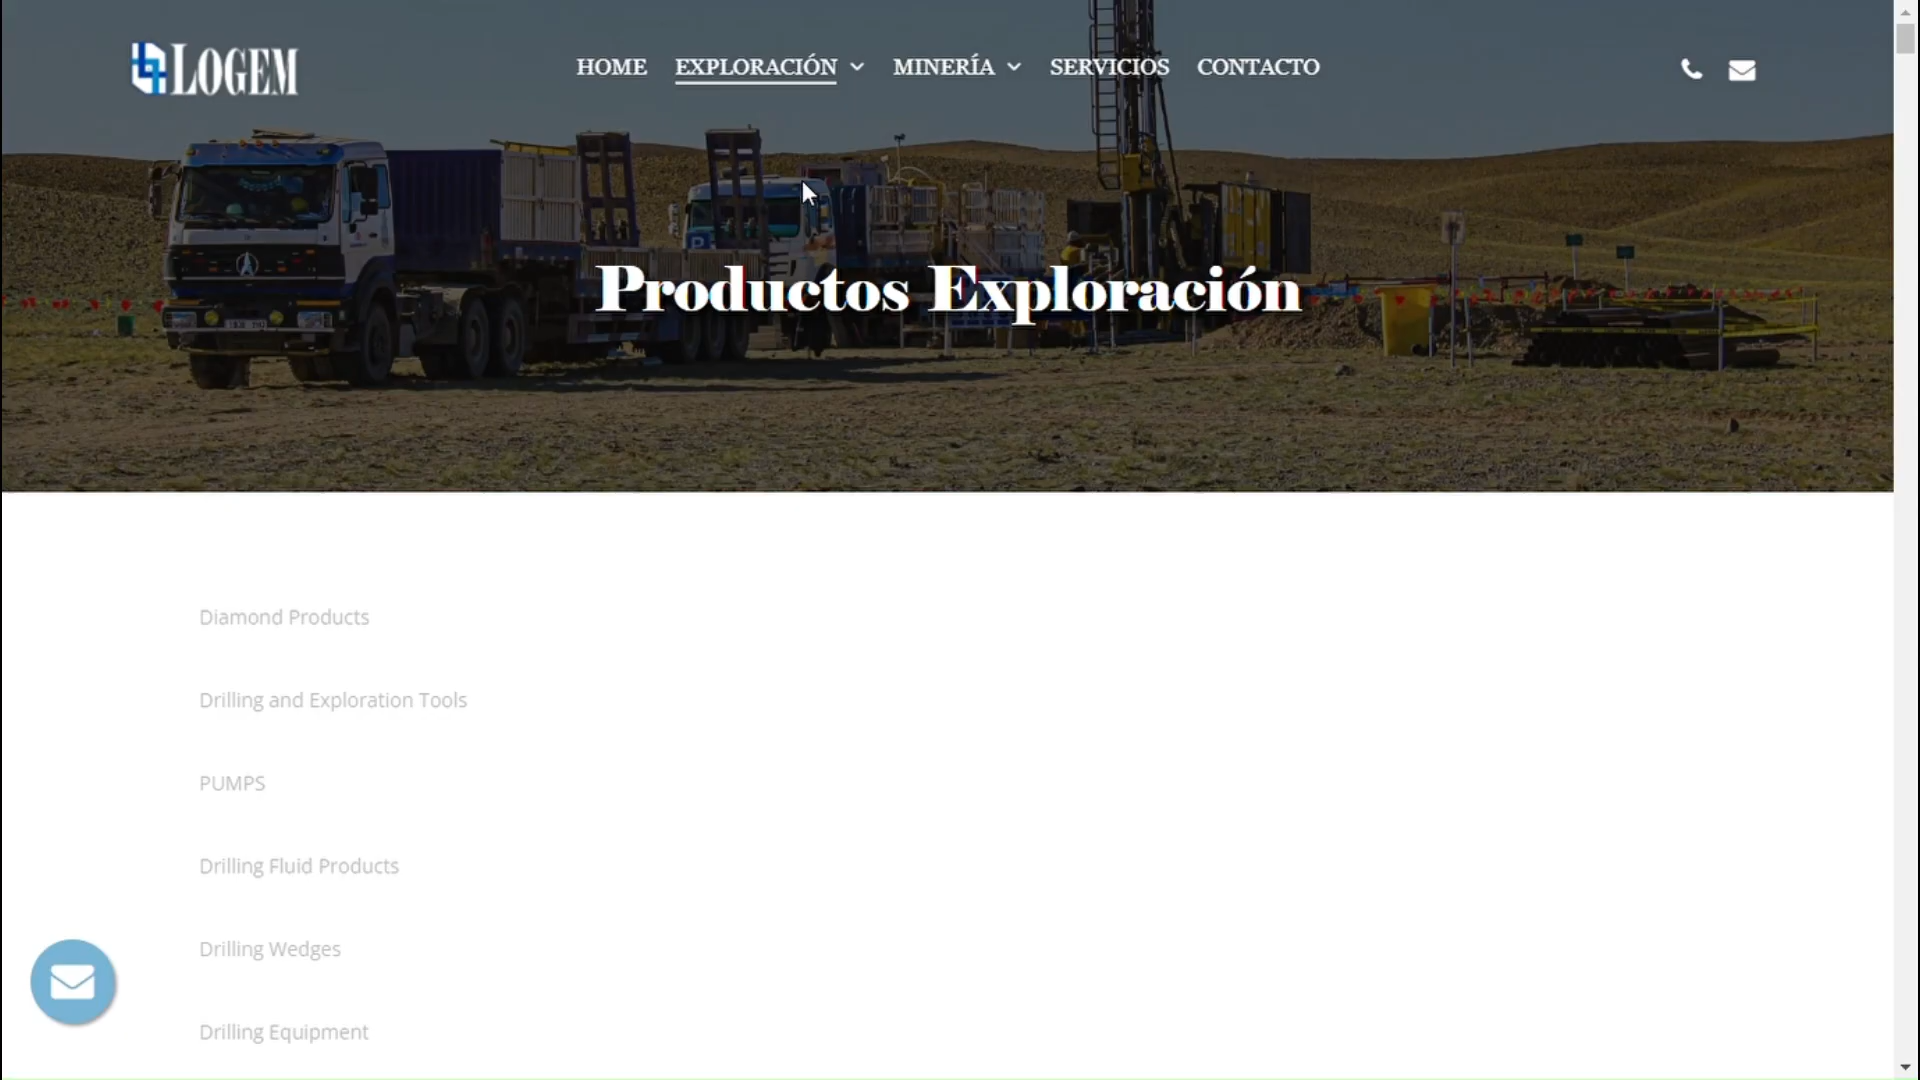 LOGEM
HOME EXPLORACIÓN MINERÍA SERVICIOS CONTACTO
Productos Exploración
Diamond Products
Drilling and Exploration Tools
PUMPS
Drilling Fluid Products
Drilling Wedges
Drilling Equipment